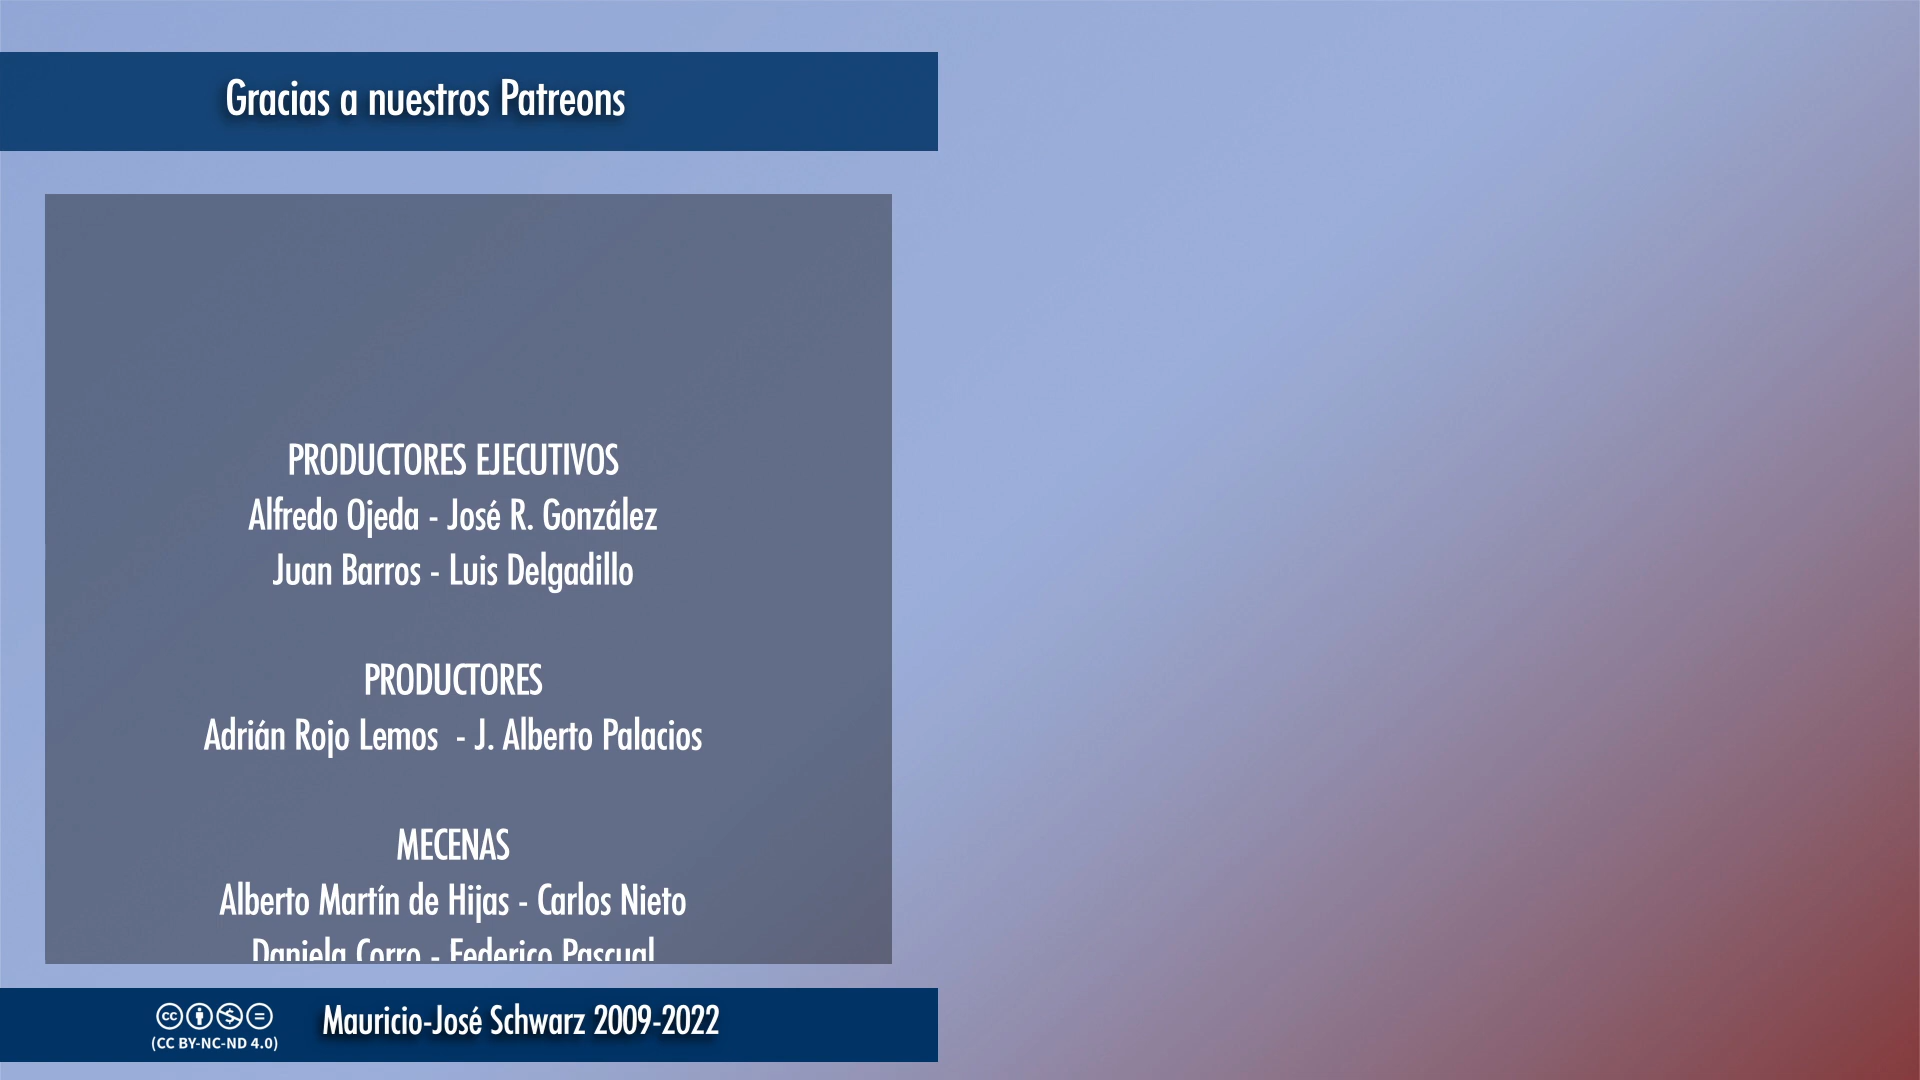 Gracias a nuestros Patreons
PRODUCTORES EJECUTIVOS
Alfredo Ojeda - José R. González
Juan Barros - Luis Delgadillo
PRODUCTORES
Adrián Rojo Lemos - J. Alberto Palacios
MECENAS
Alberto Martín de Hijas - Carlos Nieto
Daniela Corro - Federico Pascual
Mauricio-José Schwarz 2009-2022
(CC BY-NC-ND 4.0)